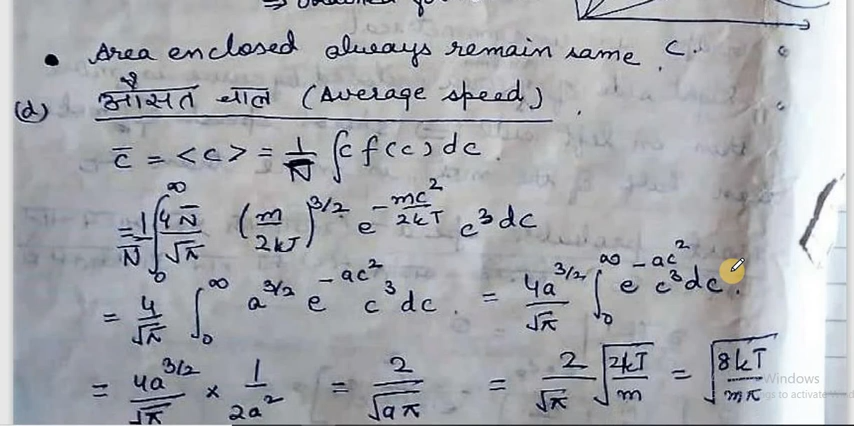 • Area enclosed always remain same c.
(d) औसत चाल (Average speed)
c̄ = <c> = 1/N ∫ c f(c) dc.
= 1/N ∫₀^∞ 4N/√π (m/2kT)^3/2 e^-mc²/2kT c³ dc
= 4/√π ∫₀^∞ a^3/2 e^-ac² c³ dc. = 4a^3/2/√π ∫₀^∞ e^-ac² c³ dc.
= 4a^3/2/√π × 1/2a² = 2/√aπ = 2/√π √2kT/m = √8kT/mπ
Windows